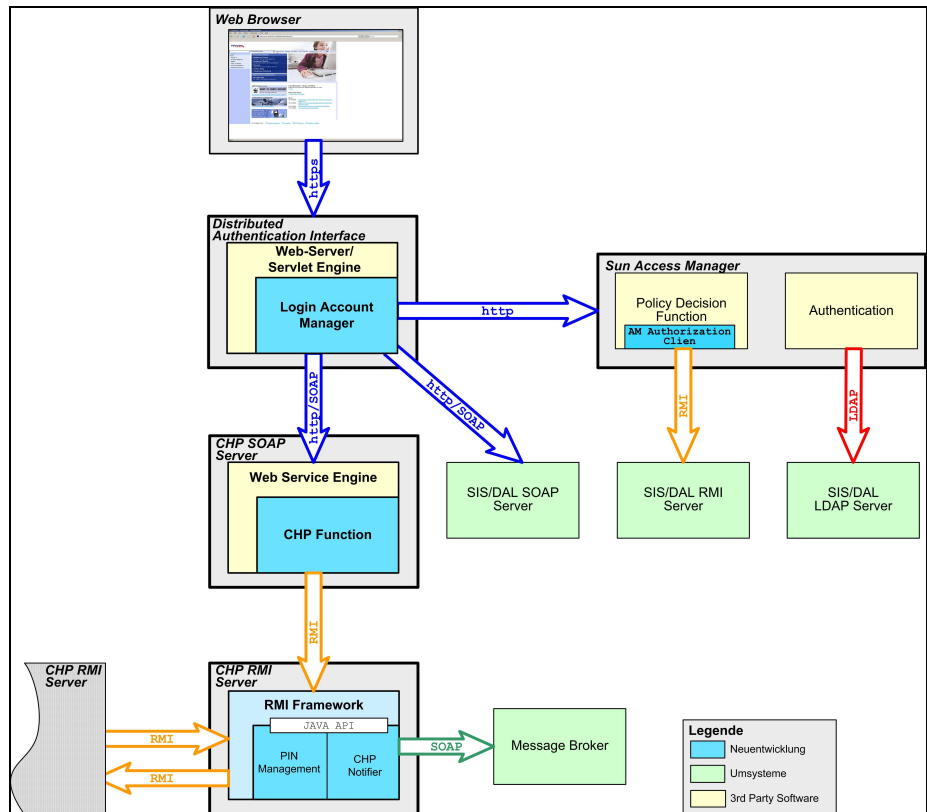 Web Browser
https
Distributed
Authentication Interface
Web-Server/
Servlet Engine
Login Account
Manager
http
Sun Access Manager
Policy Decision
Function
AM Authorization
Clien
Authentication
http/SOAP
http/SOAP
RMI
LDAP
CHP SOAP
Server
Web Service Engine
CHP Function
SIS/DAL SOAP
Server
SIS/DAL RMI
Server
SIS/DAL
LDAP Server
RMI
CHP RMI
Server
CHP RMI
Server
RMI Framework
JAVA API
PIN
Management
CHP
Notifier
RMI
RMI
SOAP
Message Broker
Legende
Neuentwicklung
Umsysteme
3rd Party Software